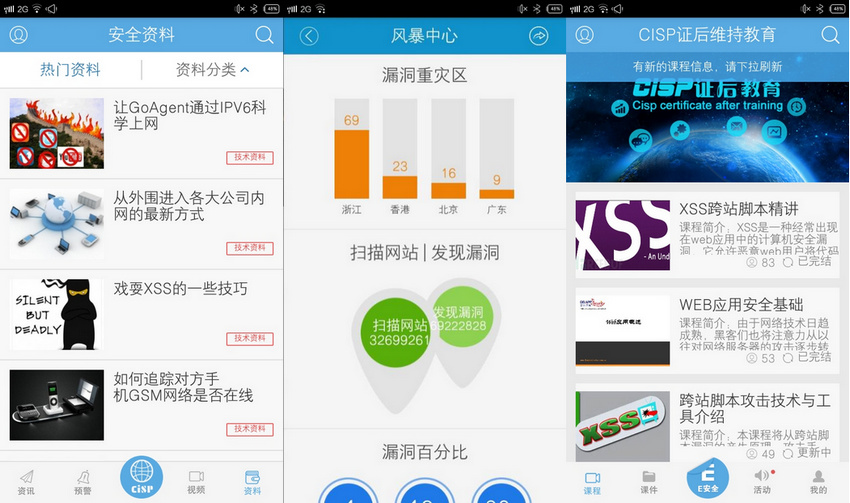 2G
48%
安全资料
热门资料
资料分类
让GoAgent通过IPV6科
学上网
技术资料
从外围进入各大公司内
网的最新方式
技术资料
SILENT
BUT
DEADLY
戏耍XSS的一些技巧
技术资料
如何追踪对方手
机GSM网络是否在线
技术资料
资讯
预警
CISP
视频
资料
2G
48%
风暴中心
漏洞重灾区
69
23
16
9
浙江
香港
北京
广东
扫描网站|发现漏洞
扫描网站
32699261
发现漏洞
69222828
漏洞百分比
2G
48%
CISP证后维持教育
有新的课程信息，请下拉刷新
CISP证后教育
Cisp certificate after training
XSS
- An Und
XSS跨站脚本精讲
课程简介：XSS是一种经常出现
在web应用中的计算机安全漏
洞，它允许恶意web用户将代码
83
已完结
Web应用概述
WEB应用安全基础
课程简介：由于网络技术日趋
成熟，黑客们也将注意力从以
往对网络服务器的攻击逐步转
53
已完结
XSS
跨站脚本攻击技术与工
具介绍
课程简介：本课程将从跨站脚
49
更新中
课程
课件
E安全
活动
我的